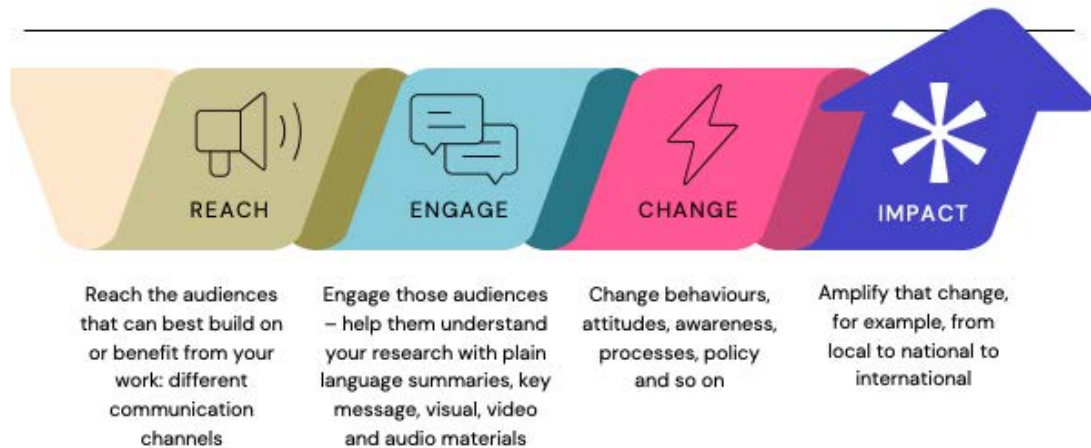 REACH
ENGAGE
CHANGE
IMPACT
Reach the audiences
that can best build on
or benefit from your
work: different
communication
channels
Engage those audiences
– help them understand
your research with plain
language summaries, key
message, visual, video
and audio materials
Change behaviours,
attitudes, awareness,
processes, policy
and so on
Amplify that change,
for example, from
local to national to
international